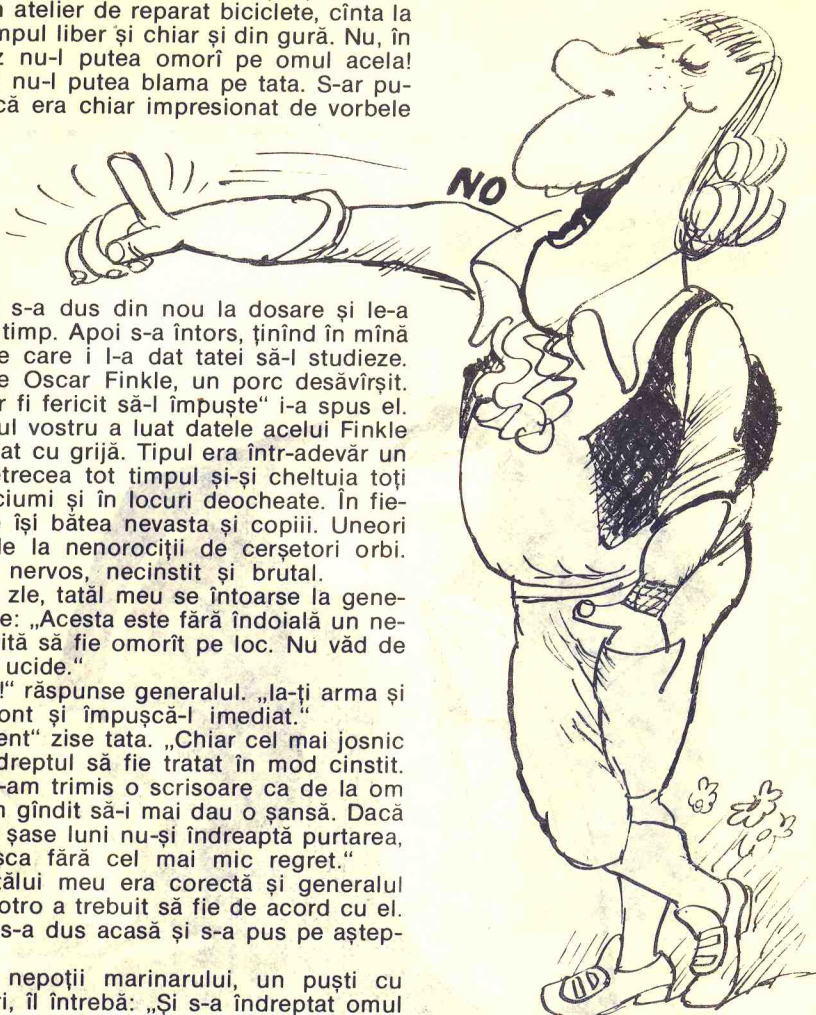 n atelier de reparat biciclete, cînta la
mpul liber și chiar și din gură. Nu, în
z nu-l putea omorî pe omul acela!
i nu-l putea blama pe tata. S-ar pu-
că era chiar impresionat de vorbele
NO
s-a dus din nou la dosare și le-a
timp. Apoi s-a întors, ținînd în mînă
e care i l-a dat tatei să-l studieze.
e Oscar Finkle, un porc desăvîrșit.
r fi fericit să-l împuște“ i-a spus el.
ul vostru a luat datele acelui Finkle
at cu grijă. Tipul era într-adevăr un
etrecea tot timpul și-și cheltuia toți
ciumi și în locuri deocheate. În fie-
e își bătea nevasta și copiii. Uneori
le la nenorociții de cerșetori orbi.
nervos, necinstit și brutal.
zle, tatăl meu se întoarse la gene-
e: „Acesta este fără îndoială un ne-
ită să fie omorît pe loc. Nu văd de
ucide.“
!“ răspunse generalul. „Ia-ți arma și
ont și împușcă-l imediat.“
ent“ zise tata. „Chiar cel mai josnic
dreptul să fie tratat în mod cinstit.
-am trimis o scrisoare ca de la om
n gîndit să-i mai dau o șansă. Dacă
șase luni nu-și îndreaptă purtarea,
șca fără cel mai mic regret.“
tălui meu era corectă și generalul
otro a trebuit să fie de acord cu el.
s-a dus acasă și s-a pus pe aștep-
nepoții marinarului, un puști cu
ri, îl întrebă: „Și s-a îndreptat omul